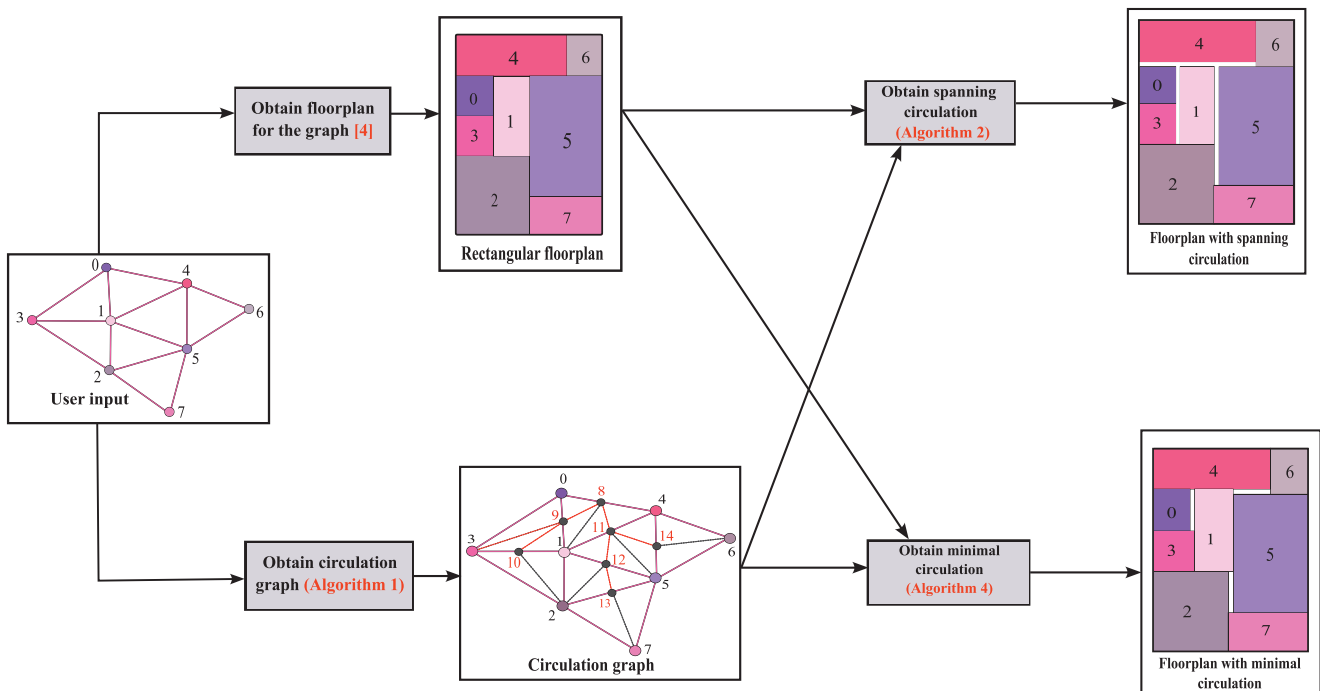 Obtain floorplan
for the graph [4]
4
6
0
1
3
5
2
7
Rectangular floorplan
Obtain spanning
circulation
(Algorithm 2)
4
6
0
1
3
5
2
7
Floorplan with spanning
circulation
0
4
3
1
6
5
2
7
User input
Obtain circulation
graph (Algorithm 1)
0
8
4
9
3
11
14
1
6
10
12
5
2
13
7
Circulation graph
Obtain minimal
circulation
(Algorithm 4)
4
6
0
1
3
5
2
7
Floorplan with minimal
circulation